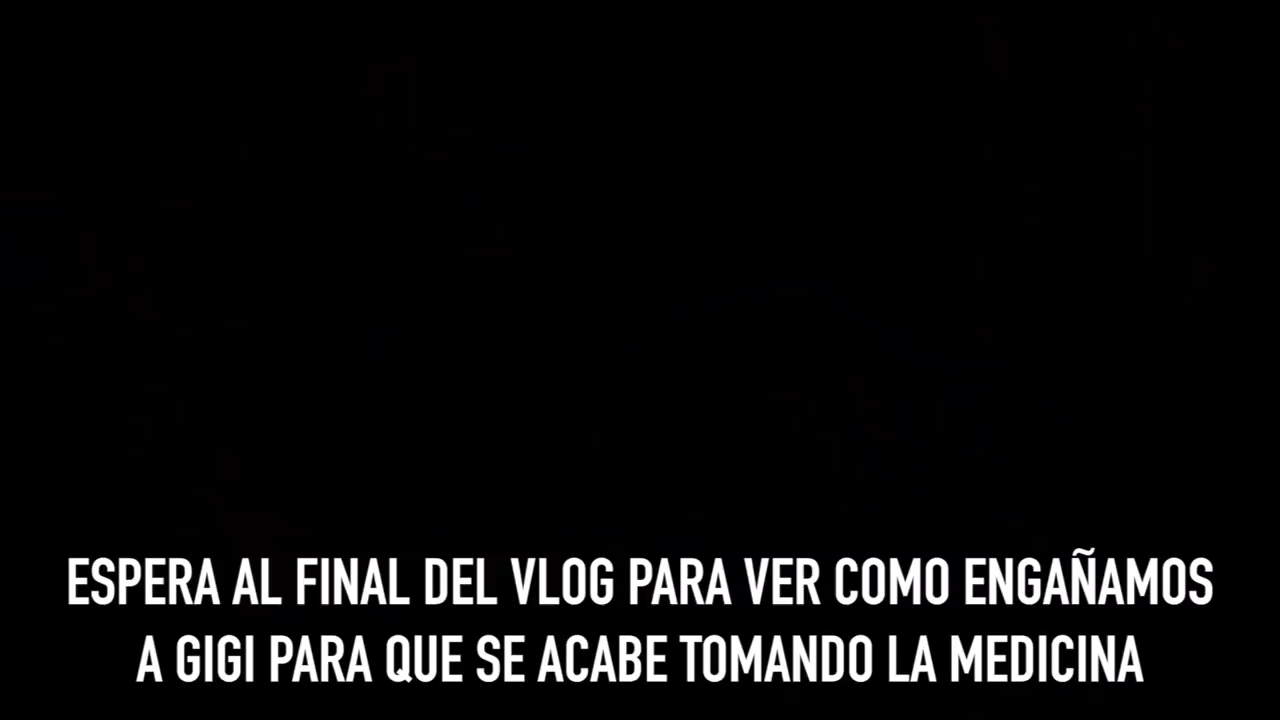 ESPERA AL FINAL DEL VLOG PARA VER COMO ENGAÑAMOS
A GIGI PARA QUE SE ACABE TOMANDO LA MEDICINA